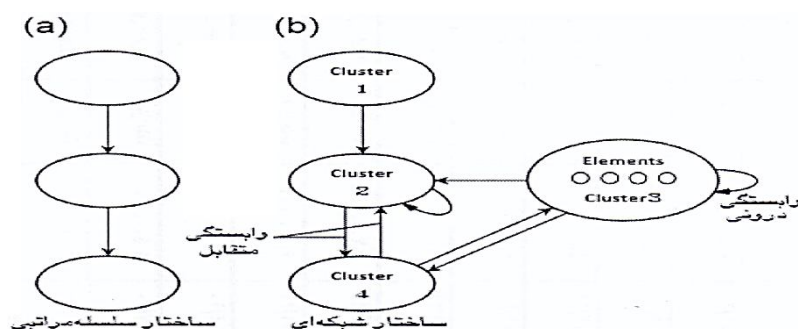 (a)
(b)
Cluster
1
Cluster
2
Elements
Cluster3
وابستگی
درونی
وابستگی
متقابل
Cluster
4
ساختار سلسله‌مراتبی
ساختار شبکه‌ای